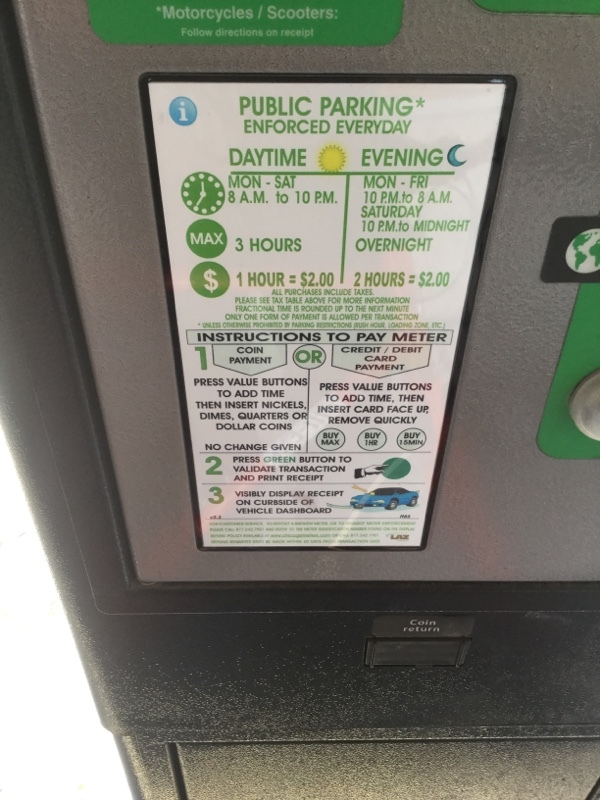 *Motorcycles / Scooters:
Follow directions on receipt
i
PUBLIC PARKING*
ENFORCED EVERYDAY
DAYTIME
MON - SAT
8 A.M. to 10 P.M.
MAX 3 HOURS
$ 1 HOUR = $2.00
EVENING
MON - FRI
10 P.M.to 8 A.M.
SATURDAY
10 P.M.to MIDNIGHT
OVERNIGHT
2 HOURS = $2.00
ALL PURCHASES INCLUDE TAXES.
PLEASE SEE TAX TABLE ABOVE FOR MORE INFORMATION
FRACTIONAL TIME IS ROUNDED UP TO THE NEXT MINUTE
ONLY ONE FORM OF PAYMENT IS ALLOWED PER TRANSACTION
* UNLESS OTHERWISE PROHIBITED BY PARKING RESTRICTIONS (RUSH HOUR, LOADING ZONE, ETC.)
INSTRUCTIONS TO PAY METER
1 COIN
PAYMENT
PRESS VALUE BUTTONS
TO ADD TIME
THEN INSERT NICKELS,
DIMES, QUARTERS OR
DOLLAR COINS
NO CHANGE GIVEN
OR
CREDIT / DEBIT
CARD
PAYMENT
PRESS VALUE BUTTONS
TO ADD TIME, THEN
INSERT CARD FACE UP,
REMOVE QUICKLY
BUY MAX
BUY 1HR
BUY 15MIN
2 PRESS GREEN BUTTON TO
VALIDATE TRANSACTION
AND PRINT RECEIPT
3 VISIBLY DISPLAY RECEIPT
ON CURBSIDE OF
VEHICLE DASHBOARD
LAZ
Coin
return